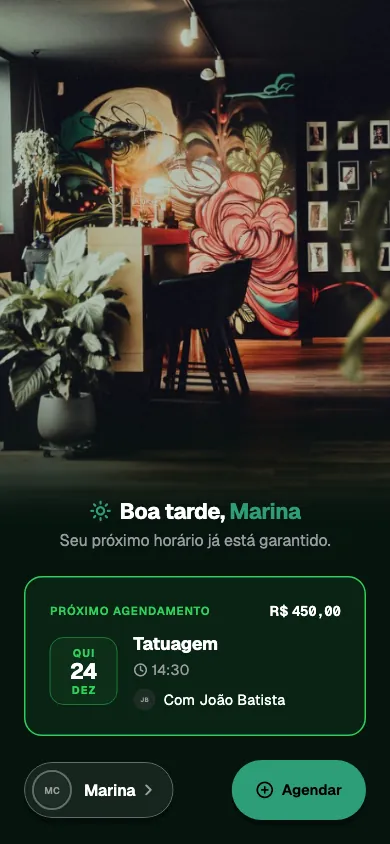 Boa tarde, Marina
Seu próximo horário já está garantido.
PRÓXIMO AGENDAMENTO R$ 450,00
QUI
24
DEZ
Tatuagem
14:30
JB Com João Batista
MC Marina
Agendar